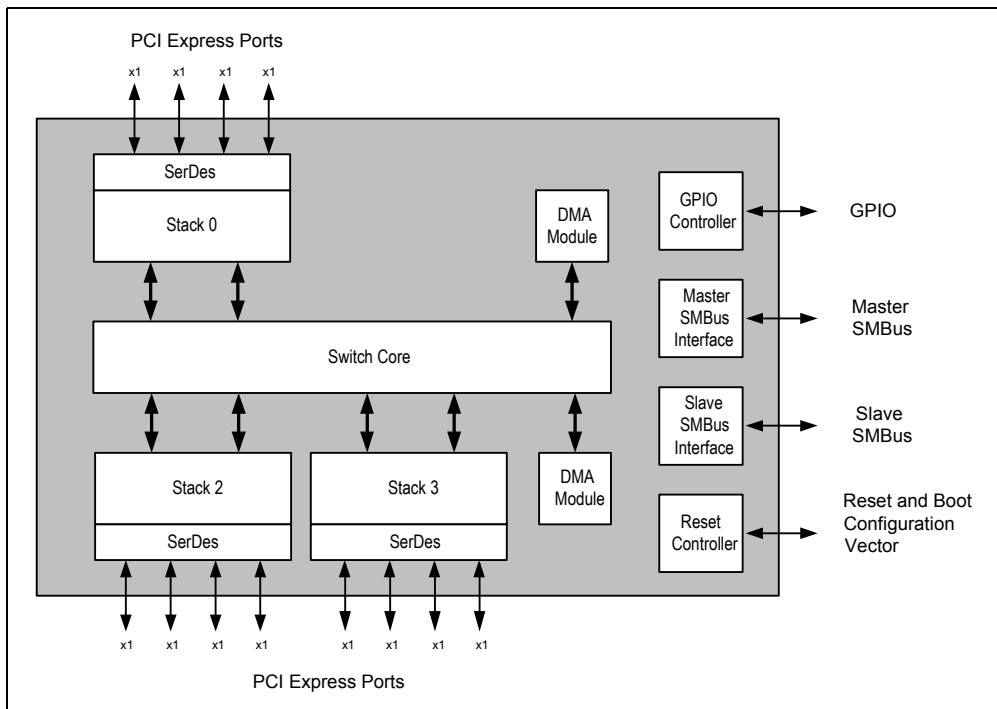 PCI Express Ports
x1 x1 x1 x1
SerDes
Stack 0
DMA
Module
GPIO
Controller
GPIO
Master
SMBus
Interface
Master
SMBus
Switch Core
Slave
SMBus
Interface
Slave
SMBus
Stack 2
SerDes
Stack 3
SerDes
DMA
Module
Reset
Controller
Reset and Boot
Configuration
Vector
x1 x1 x1 x1 x1 x1 x1 x1
PCI Express Ports